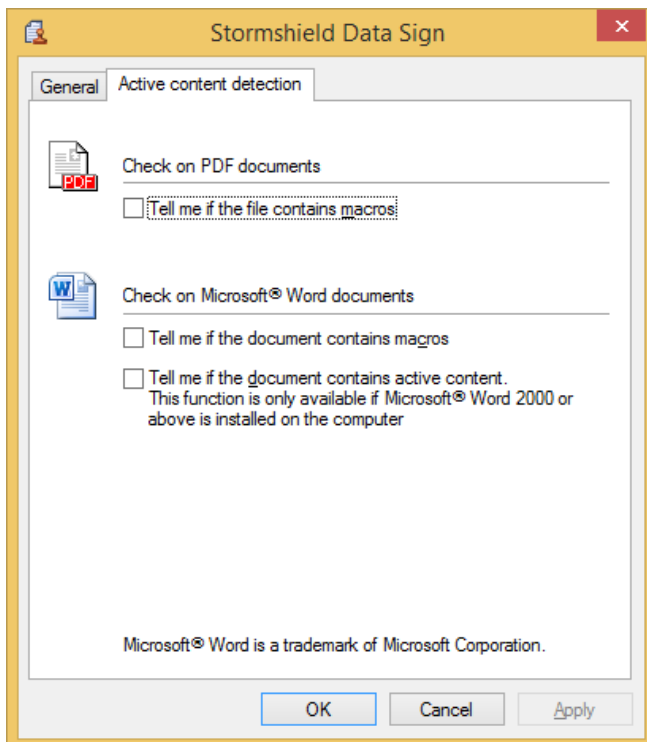 Stormshield Data Sign
General
Active content detection
PDF
Check on PDF documents
Tell me if the file contains macros
W
Check on Microsoft® Word documents
Tell me if the document contains macros
Tell me if the document contains active content.
This function is only available if Microsoft® Word 2000 or
above is installed on the computer
Microsoft® Word is a trademark of Microsoft Corporation.
OK
Cancel
Apply